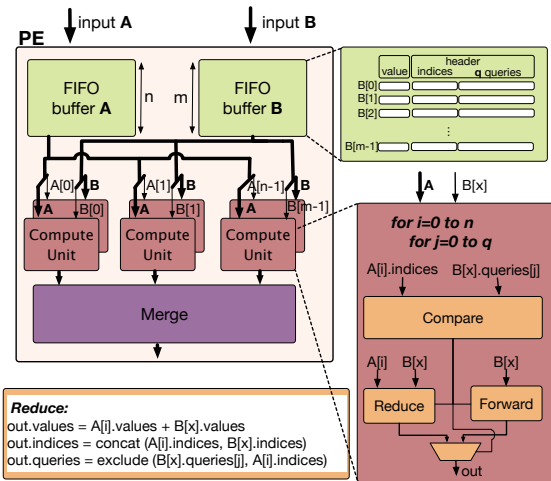 input A
input B
PE
FIFO
buffer A
n
m
FIFO
buffer B
header
value
indices
q queries
B[0]
B[1]
B[2]
⋮
B[m-1]
A[0]
B
A[1]
B
A[n-1]
B
A
B[0]
A
B[1]
A
B[m-1]
Compute
Unit
Compute
Unit
Compute
Unit
Merge
A
B[x]
for i=0 to n
for j=0 to q
A[i].indices
B[x].queries[j]
Compare
A[i]
B[x]
B[x]
Reduce
Forward
out
Reduce:
out.values = A[i].values + B[x].values
out.indices = concat (A[i].indices, B[x].indices)
out.queries = exclude (B[x].queries[j], A[i].indices)